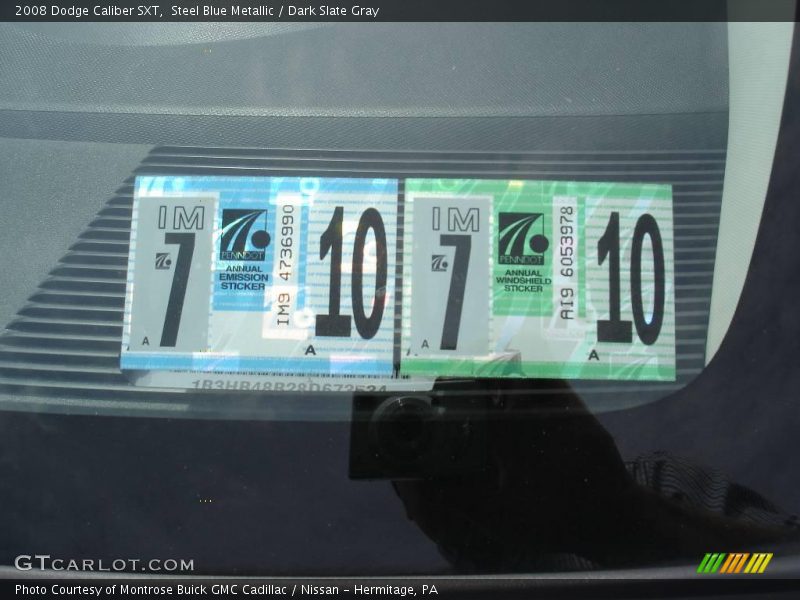 2008 Dodge Caliber SXT,  Steel Blue Metallic / Dark Slate Gray
IM
7
A
PENNDOT
ANNUAL
EMISSION
STICKER
IM9 4736990
10
A
IM
7
A
PENNDOT
ANNUAL
WINDSHIELD
STICKER
AI9 6053978
10
A
GTCARLOT.COM
Photo Courtesy of Montrose Buick GMC Cadillac / Nissan - Hermitage, PA